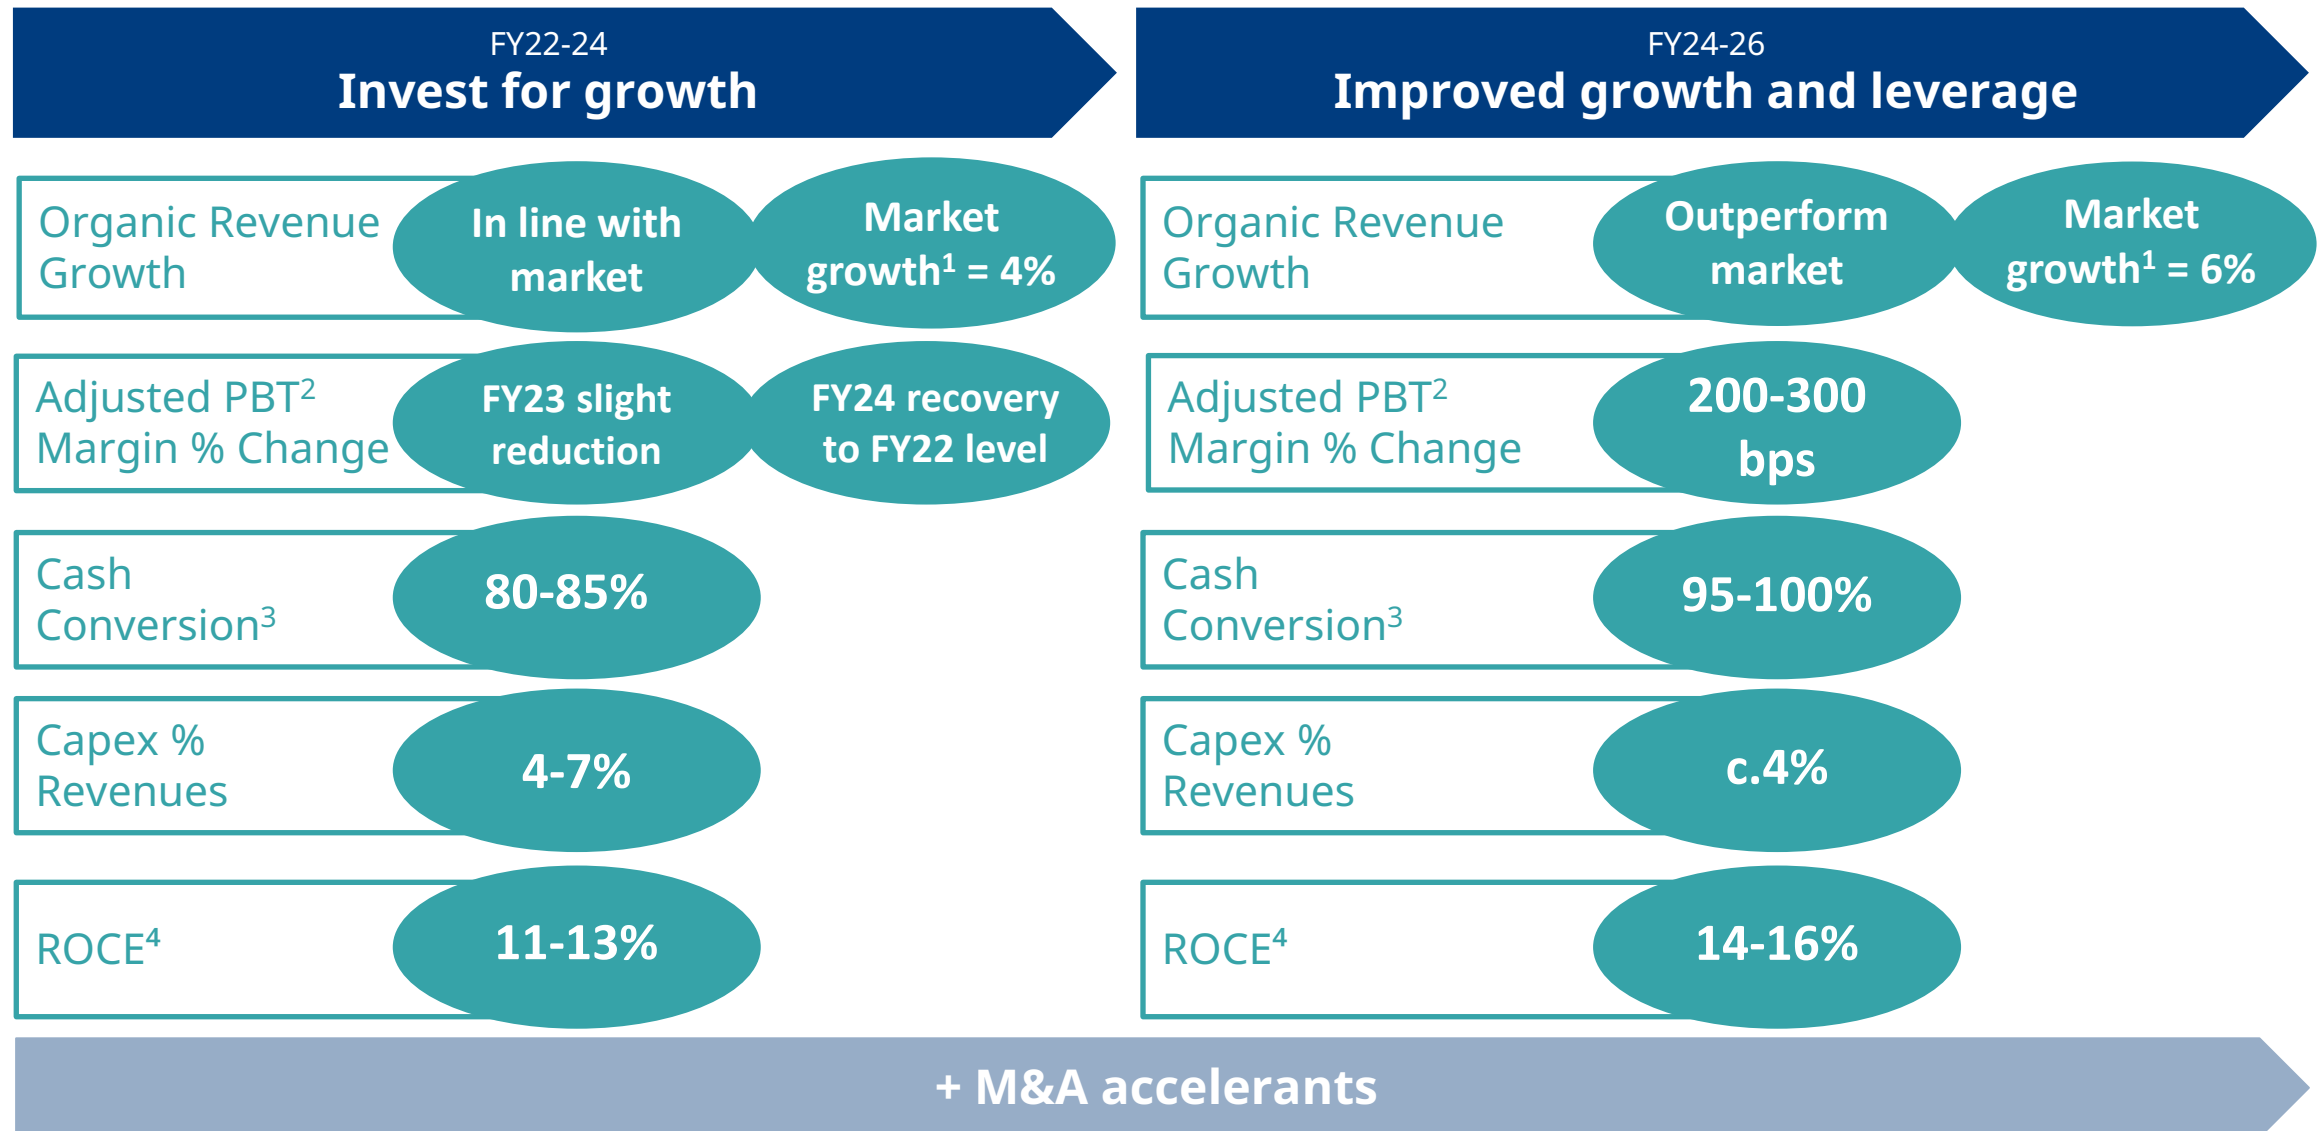 FY22-24
Invest for growth
Organic Revenue
Growth
In line with
market
Market
growth¹ = 4%
Adjusted PBT²
Margin % Change
FY23 slight
reduction
FY24 recovery
to FY22 level
Cash
Conversion³
80-85%
Capex %
Revenues
4-7%
ROCE⁴
11-13%
FY24-26
Improved growth and leverage
Organic Revenue
Growth
Outperform
market
Market
growth¹ = 6%
Adjusted PBT²
Margin % Change
200-300
bps
Cash
Conversion³
95-100%
Capex %
Revenues
c.4%
ROCE⁴
14-16%
+ M&A accelerants